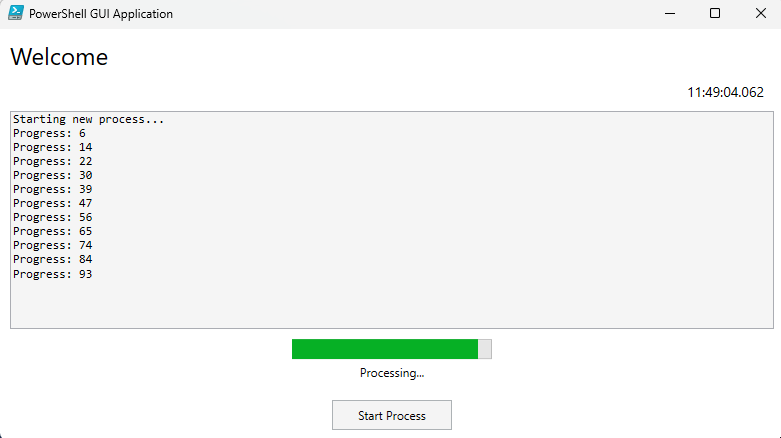 PowerShell GUI Application
Welcome
11:49:04.062
Starting new process...
Progress: 6
Progress: 14
Progress: 22
Progress: 30
Progress: 39
Progress: 47
Progress: 56
Progress: 65
Progress: 74
Progress: 84
Progress: 93
Processing...
Start Process